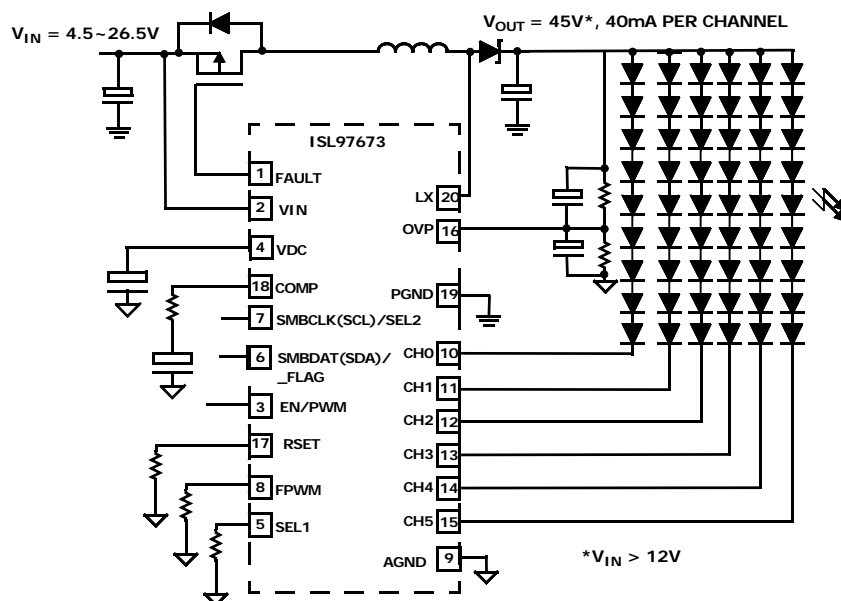 V_IN = 4.5~26.5V
V_OUT = 45V*, 40mA PER CHANNEL
ISL97673
1 FAULT
2 VIN
4 VDC
18 COMP
7 SMBCLK(SCL)/SEL2
6 SMBDAT(SDA)/
_FLAG
3 EN/PWM
17 RSET
8 FPWM
5 SEL1
LX 20
OVP 16
PGND 19
CH0 10
CH1 11
CH2 12
CH3 13
CH4 14
CH5 15
AGND 9
*V_IN > 12V